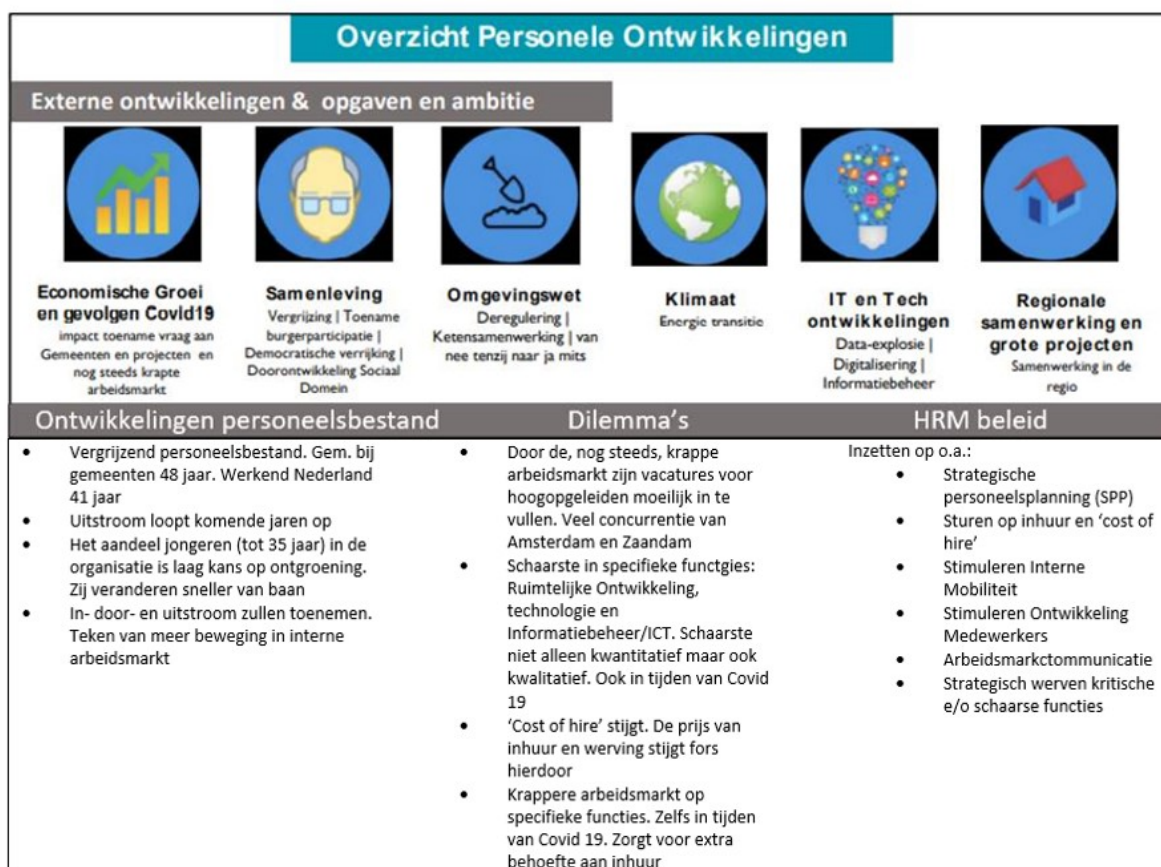 Overzicht Personele Ontwikkelingen
Externe ontwikkelingen & opgaven en ambitie
Economische Groei
en gevolgen Covid19
impact toename vraag aan
Gemeenten en projecten en
nog steeds krapte
arbeidsmarkt
Samenleving
Vergrijzing | Toename
burgerparticipatie |
Democratische verrijking |
Doorontwikkeling Sociaal
Domein
Omgevingswet
Deregulering |
Ketensamenwerking | van
nee tenzij naar ja mits
Klimaat
Energie transitie
IT en Tech
ontwikkelingen
Data-explosie |
Digitalisering |
Informatiebeheer
Regionale
samenwerking en
grote projecten
Samenwerking in de
regio
Ontwikkelingen personeelsbestand
• Vergrijzend personeelsbestand. Gem. bij
gemeenten 48 jaar. Werkend Nederland
41 jaar
• Uitstroom loopt komende jaren op
• Het aandeel jongeren (tot 35 jaar) in de
organisatie is laag kans op ontgroening.
Zij veranderen sneller van baan
• In- door- en uitstroom zullen toenemen.
Teken van meer beweging in interne
arbeidsmarkt
Dilemma's
• Door de, nog steeds, krappe
arbeidsmarkt zijn vacatures voor
hoogopgeleiden moeilijk in te
vullen. Veel concurrentie van
Amsterdam en Zaandam
• Schaarste in specifieke functgies:
Ruimtelijke Ontwikkeling,
technologie en
Informatiebeheer/ICT. Schaarste
niet alleen kwantitatief maar ook
kwalitatief. Ook in tijden van Covid
19
• 'Cost of hire' stijgt. De prijs van
inhuur en werving stijgt fors
hierdoor
• Krappere arbeidsmarkt op
specifieke functies. Zelfs in tijden
van Covid 19. Zorgt voor extra
behoefte aan inhuur
HRM beleid
Inzetten op o.a.:
• Strategische
personeelsplanning (SPP)
• Sturen op inhuur en 'cost of
hire'
• Stimuleren Interne
Mobiliteit
• Stimuleren Ontwikkeling
Medewerkers
• Arbeidsmarkctommunicatie
• Strategisch werven kritische
e/o schaarse functies